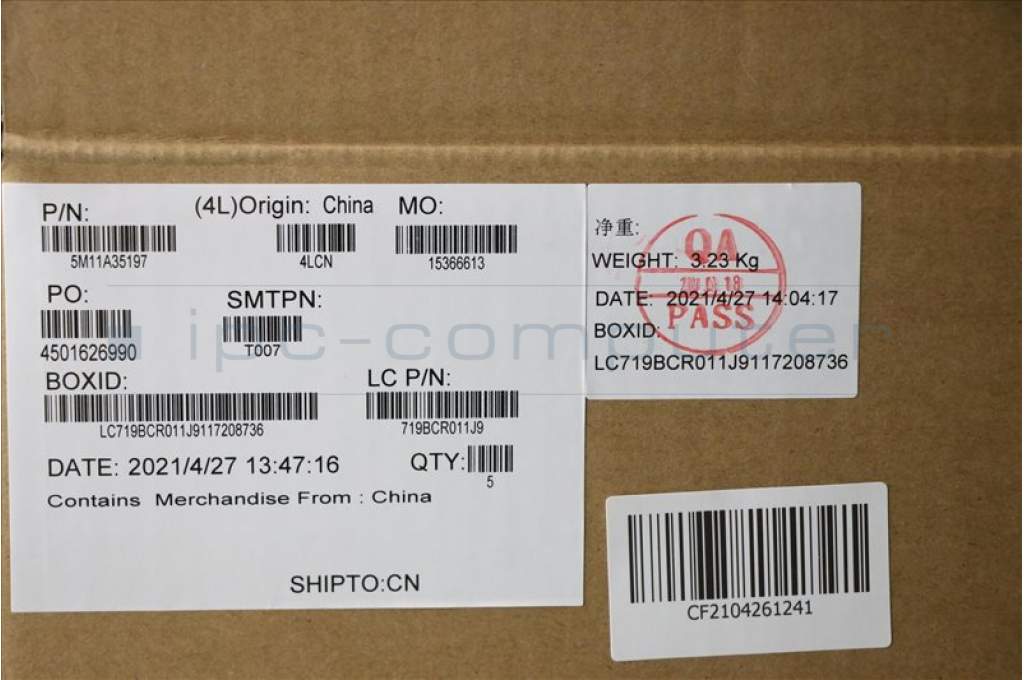 P/N: (4L)Origin: China MO:
5M11A35197 4LCN 15366613
PO: SMTPN:
4501626990 T007
BOXID: LC P/N:
LC719BCR011J9117208736 719BCR011J9
DATE: 2021/4/27 13:47:16 QTY:
5
Contains Merchandise From : China
SHIPTO:CN
净重:
WEIGHT: 3.23 Kg
DATE: 2021/4/27 14:04:17
BOXID:
LC719BCR011J9117208736
QA
PASS
CF2104261241
ipc-computer